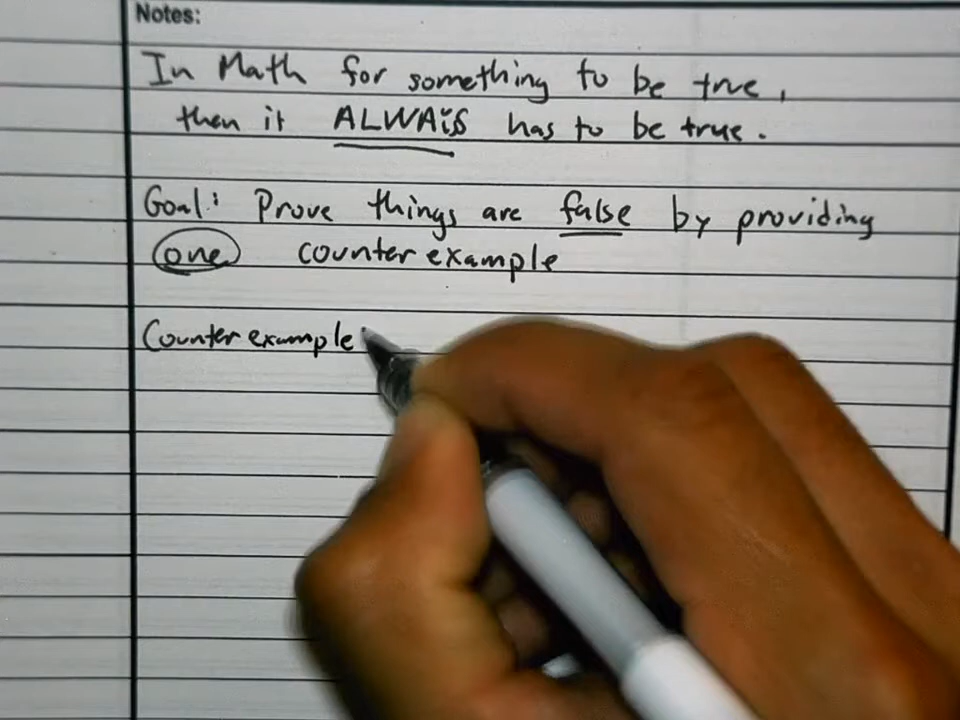 Notes:
In Math for something to be true,
then it ALWAYS has to be true.
Goal: Prove things are false by providing
one counter example
Counter example